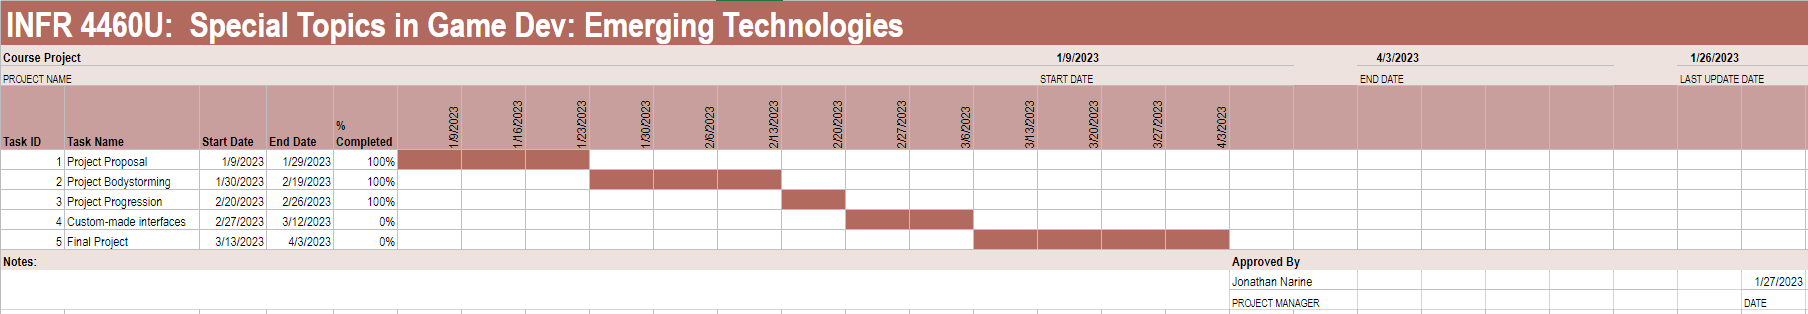 INFR 4460U:  Special Topics in Game Dev: Emerging Technologies
Course Project 1/9/2023 4/3/2023 1/26/2023
PROJECT NAME START DATE END DATE LAST UPDATE DATE
Task ID Task Name Start Date End Date % Completed 1/9/2023 1/16/2023 1/23/2023 1/30/2023 2/6/2023 2/13/2023 2/20/2023 2/27/2023 3/6/2023 3/13/2023 3/20/2023 3/27/2023 4/3/2023
1 Project Proposal 1/9/2023 1/29/2023 100%
2 Project Bodystorming 1/30/2023 2/19/2023 100%
3 Project Progression 2/20/2023 2/26/2023 100%
4 Custom-made interfaces 2/27/2023 3/12/2023 0%
5 Final Project 3/13/2023 4/3/2023 0%
Notes: Approved By
Jonathan Narine 1/27/2023
PROJECT MANAGER DATE